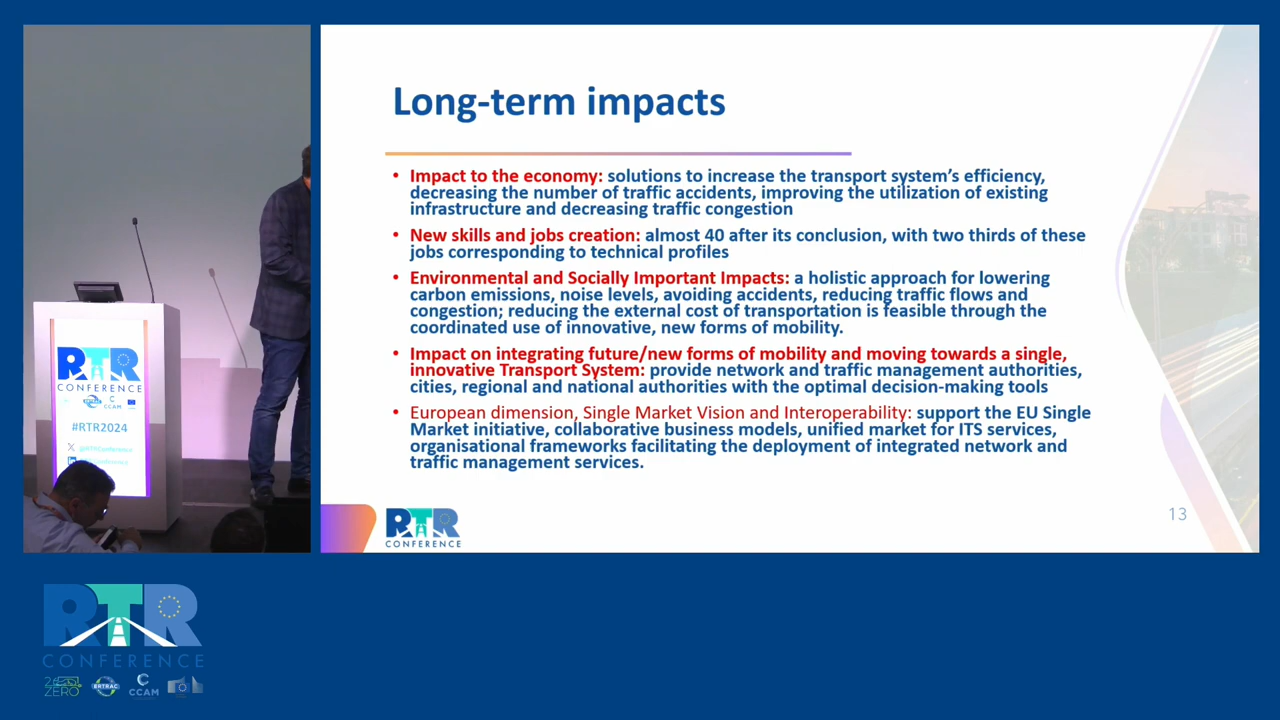 Long-term impacts
• Impact to the economy: solutions to increase the transport system's efficiency,
decreasing the number of traffic accidents, improving the utilization of existing
infrastructure and decreasing traffic congestion
• New skills and jobs creation: almost 40 after its conclusion, with two thirds of these
jobs corresponding to technical profiles
• Environmental and Socially Important Impacts: a holistic approach for lowering
carbon emissions, noise levels, avoiding accidents, reducing traffic flows and
congestion; reducing the external cost of transportation is feasible through the
coordinated use of innovative, new forms of mobility.
• Impact on integrating future/new forms of mobility and moving towards a single,
innovative Transport System: provide network and traffic management authorities,
cities, regional and national authorities with the optimal decision-making tools
• European dimension, Single Market Vision and Interoperability: support the EU Single
Market initiative, collaborative business models, unified market for ITS services,
organisational frameworks facilitating the deployment of integrated network and
traffic management services.
13
RTR
CONFERENCE
RTR
CONFERENCE
ERTRAC
CCAM
#RTR2024
@RTRConference
RTR
CONFERENCE
2ZERO
ERTRAC
CCAM